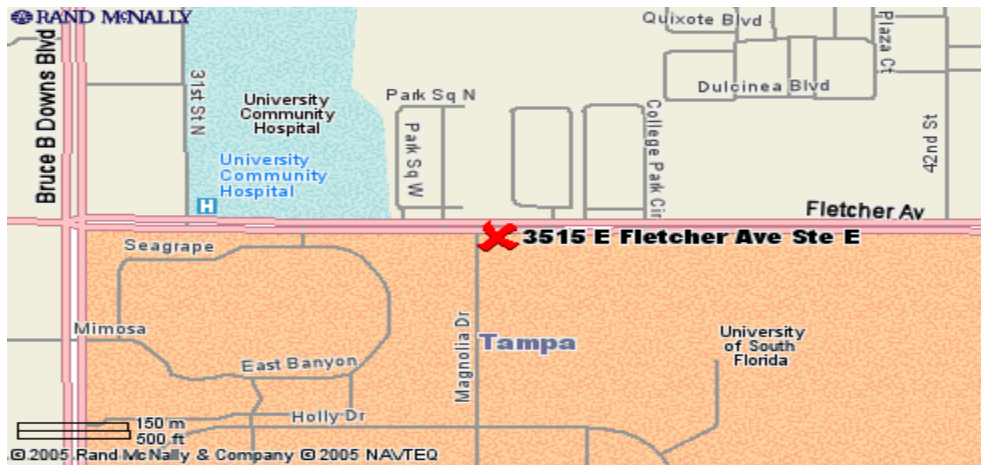 RAND McNALLY
Quixote Blvd
Plaza Ct
Bruce B Downs Blvd
31st St N
University
Community
Hospital
Park Sq N
Dulcinea Blvd
Park Sq W
College Park Cir
42nd St
University
Community
Hospital
H
Fletcher Av
3515 E Fletcher Ave Ste E
Seagrape
Mimosa
Magnolia Dr
Tampa
University
of South
Florida
East Banyon
Holly Dr
150 m
500 ft
© 2005 Rand McNally & Company © 2005 NAVTEQ